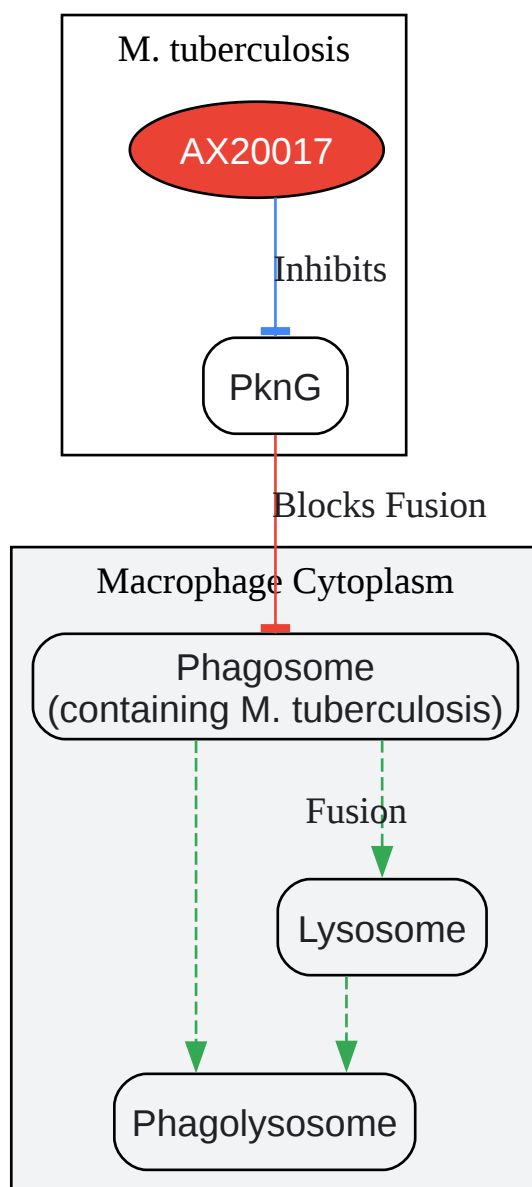 M. tuberculosis
AX20017
Inhibits
PknG
Blocks Fusion
Macrophage Cytoplasm
Phagosome
(containing M. tuberculosis)
Fusion
Lysosome
Phagolysosome